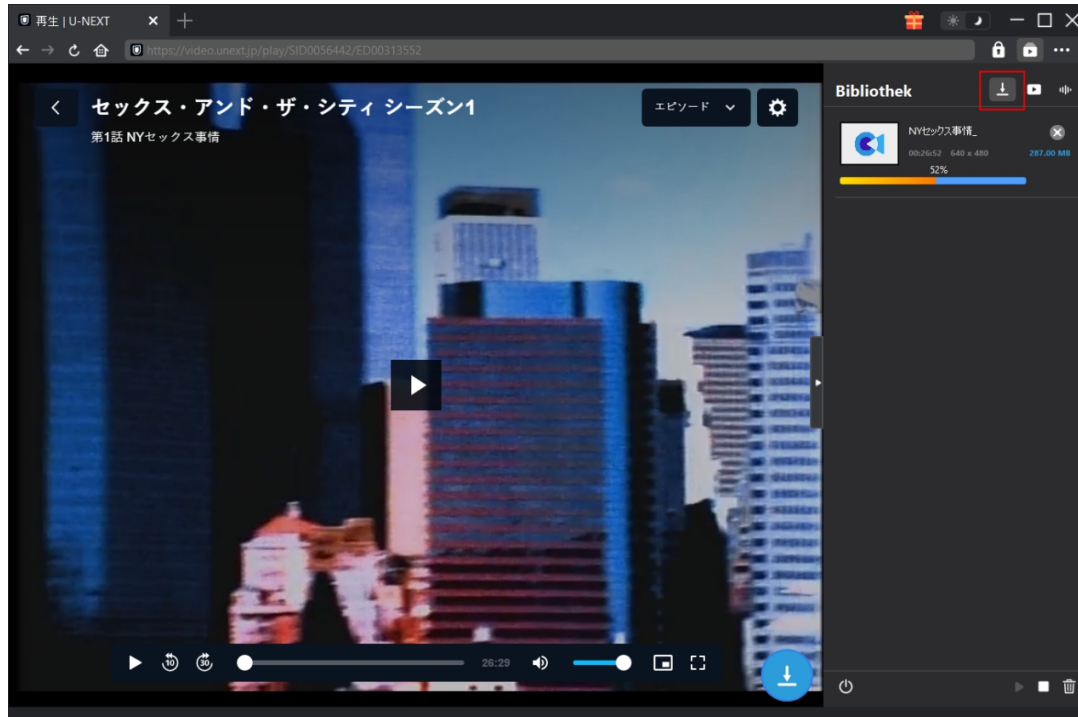 再生 | U-NEXT
https://video.unext.jp/play/SID0056442/ED00313552
セックス・アンド・ザ・シティ シーズン1
第1話 NYセックス事情
エピソード
10
30
26:29
Bibliothek
NYセックス事情_
00:26:52 640 x 480
287.00 MB
52%